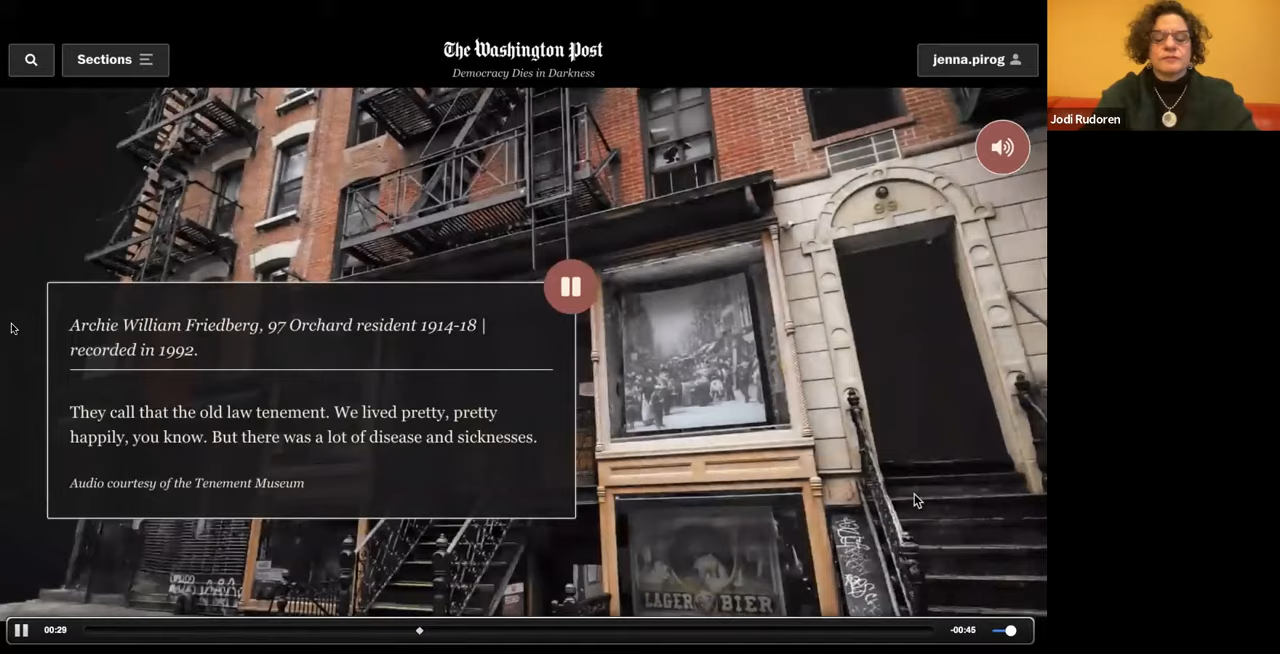 Sections
The Washington Post
Democracy Dies in Darkness
jenna.pirog
Jodi Rudoren
99
Archie William Friedberg, 97 Orchard resident 1914-18 |
recorded in 1992.
They call that the old law tenement. We lived pretty, pretty
happily, you know. But there was a lot of disease and sicknesses.
Audio courtesy of the Tenement Museum
LAGER BIER
00:29
-00:45